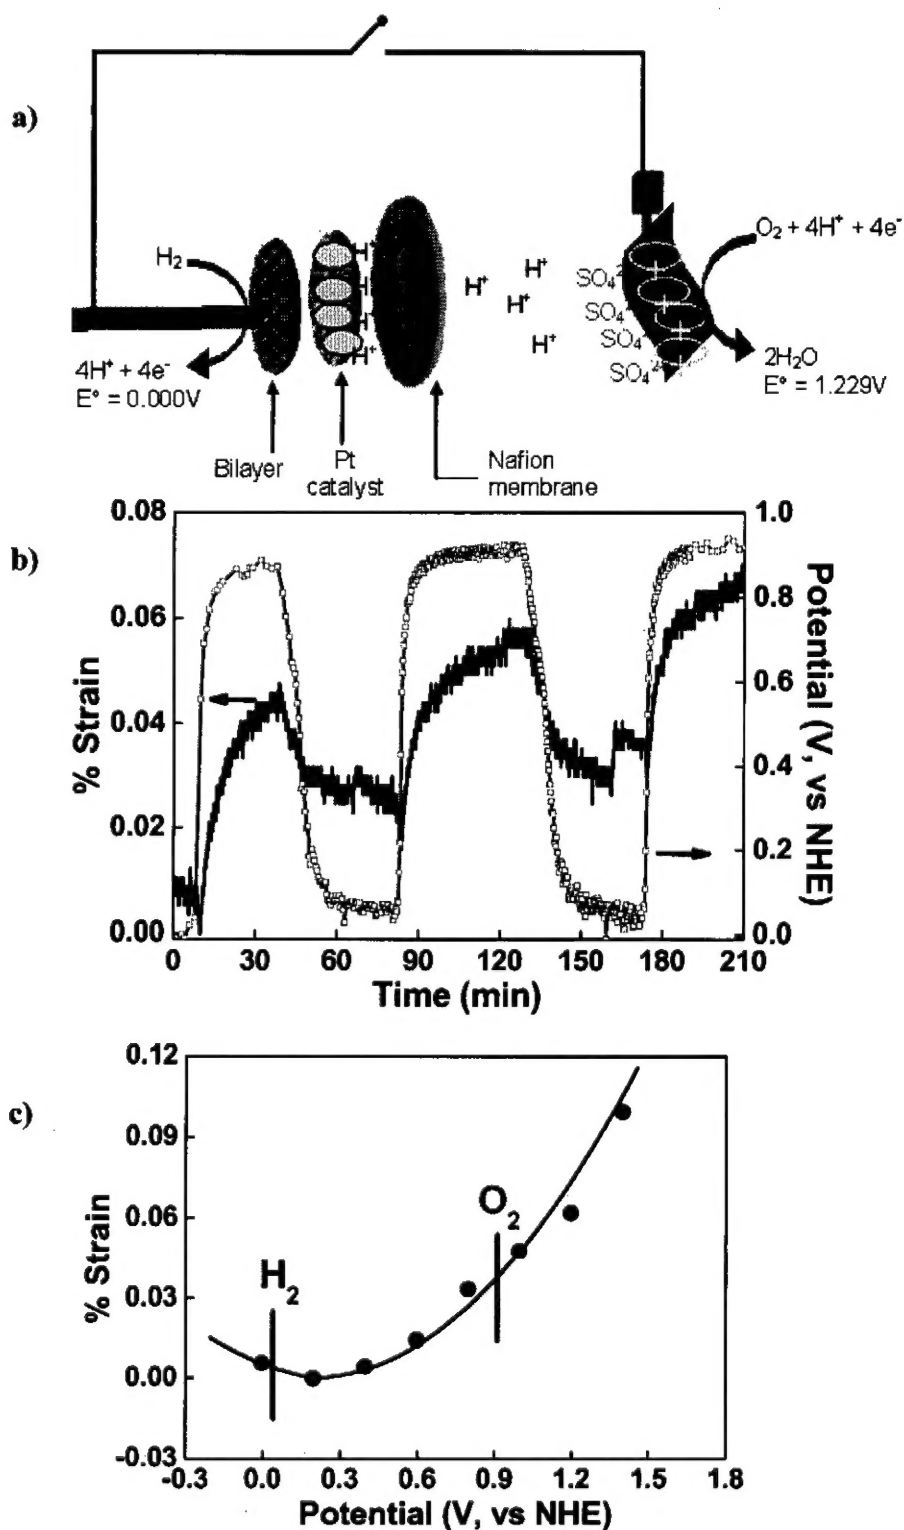 a)
H₂
4H⁺ + 4e⁻
E° = 0.000V
H⁺
H⁺
H⁺
H⁺
H⁺
H⁺
H⁺
H⁺
SO₄²
SO₄
SO₄
SO₄²
O₂ + 4H⁺ + 4e⁻
2H₂O
E° = 1.229V
Bilayer
Pt
catalyst
Nafion
membrane
b)
0.08
0.06
0.04
0.02
0.00
% Strain
1.0
0.8
0.6
0.4
0.2
0.0
Potential (V, vs NHE)
0 30 60 90 120 150 180 210
Time (min)
c)
0.12
0.09
0.06
0.03
0.00
-0.03
% Strain
H₂
O₂
-0.3 0.0 0.3 0.6 0.9 1.2 1.5 1.8
Potential (V, vs NHE)